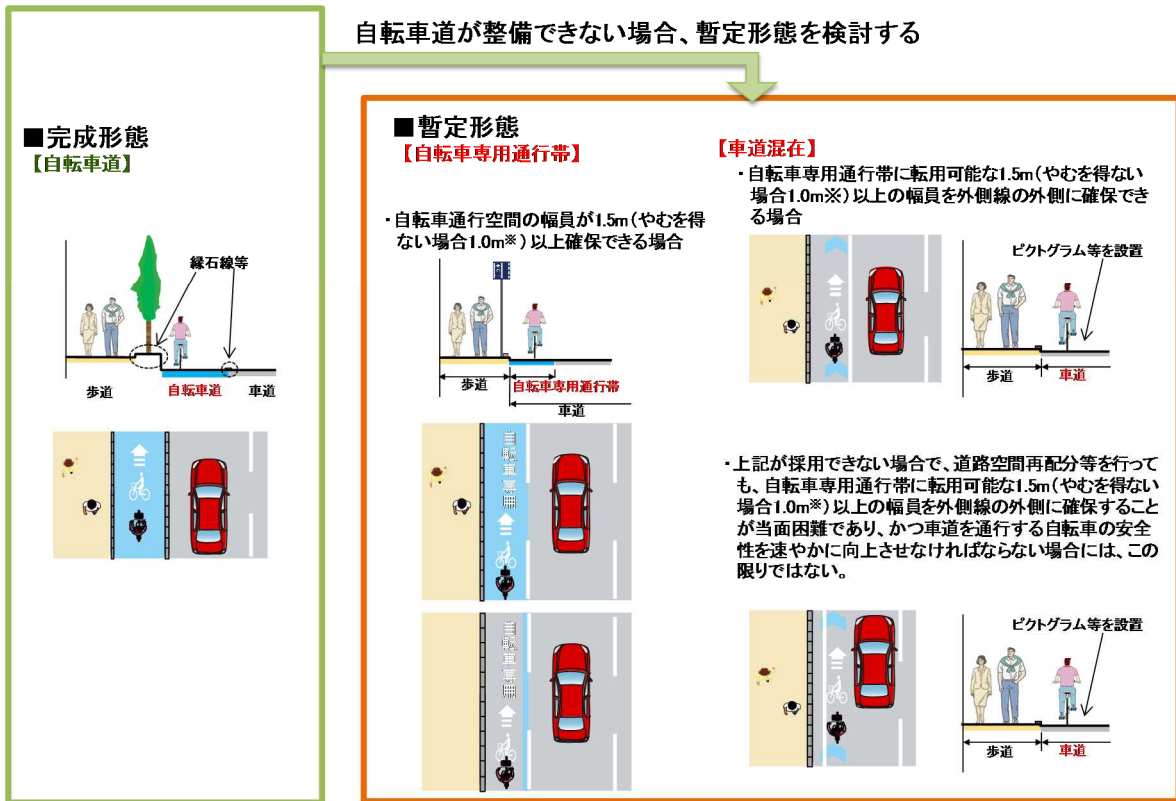 自転車道が整備できない場合、暫定形態を検討する
■完成形態
【自転車道】
縁石線等
歩道
自転車道
車道
■暫定形態
【自転車専用通行帯】
・自転車通行空間の幅員が1.5m(やむを得
ない場合1.0m※)以上確保できる場合
歩道
自転車専用通行帯
車道
自転車専用
自転車専用
【車道混在】
・自転車専用通行帯に転用可能な1.5m(やむを得ない
場合1.0m※)以上の幅員を外側線の外側に確保でき
る場合
ピクトグラム等を設置
歩道
車道
・上記が採用できない場合で、道路空間再配分等を行って
も、自転車専用通行帯に転用可能な1.5m(やむを得ない
場合1.0m※)以上の幅員を外側線の外側に確保すること
が当面困難であり、かつ車道を通行する自転車の安全
性を速やかに向上させなければならない場合には、この
限りではない。
ピクトグラム等を設置
歩道
車道